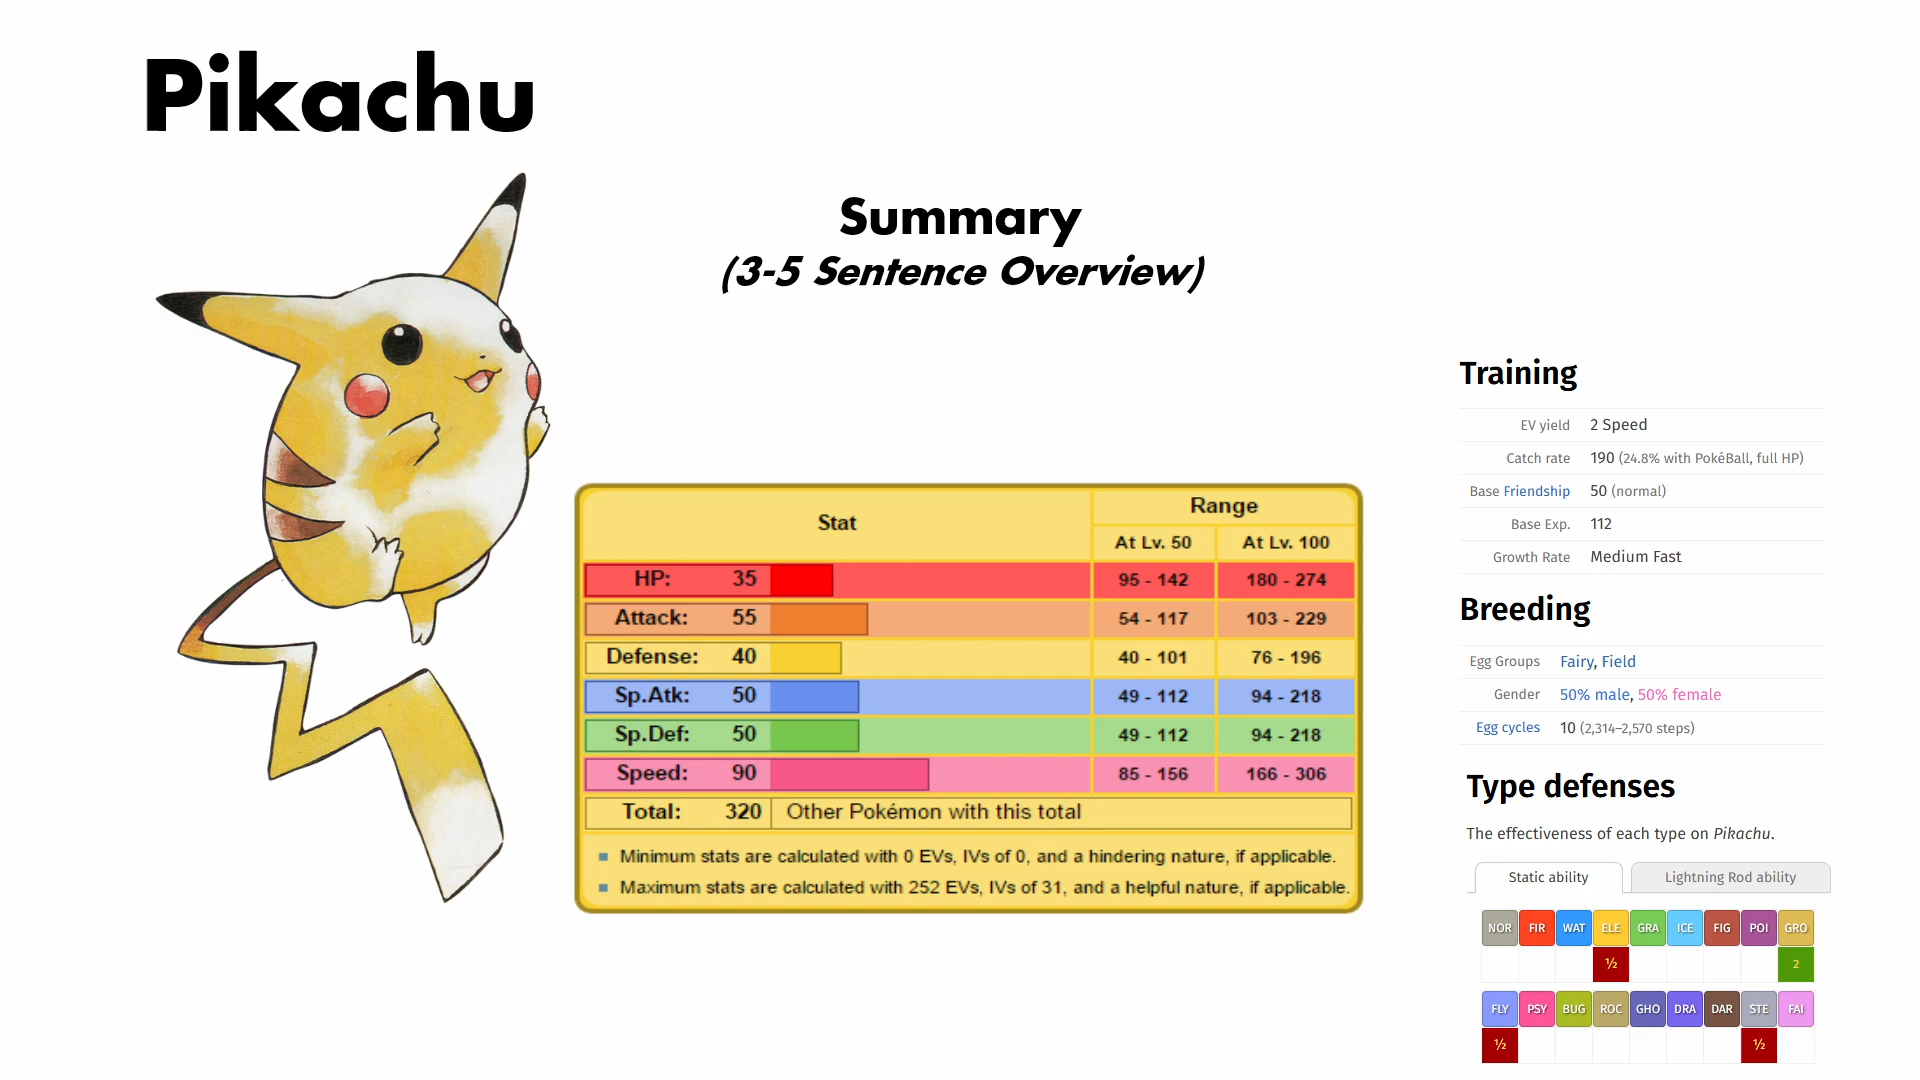 Pikachu
Summary
(3-5 Sentence Overview)
Stat
Range
At Lv. 50 At Lv. 100
HP: 35 95 - 142 180 - 274
Attack: 55 54 - 117 103 - 229
Defense: 40 40 - 101 76 - 196
Sp.Atk: 50 49 - 112 94 - 218
Sp.Def: 50 49 - 112 94 - 218
Speed: 90 85 - 156 166 - 306
Total: 320 Other Pokémon with this total
Minimum stats are calculated with 0 EVs, IVs of 0, and a hindering nature, if applicable.
Maximum stats are calculated with 252 EVs, IVs of 31, and a helpful nature, if applicable.
Training
EV yield 2 Speed
Catch rate 190 (24.8% with PokéBall, full HP)
Base Friendship 50 (normal)
Base Exp. 112
Growth Rate Medium Fast
Breeding
Egg Groups Fairy, Field
Gender 50% male, 50% female
Egg cycles 10 (2,314–2,570 steps)
Type defenses
The effectiveness of each type on Pikachu.
Static ability Lightning Rod ability
NOR FIR WAT ELE GRA ICE FIG POI GRO
½ 2
FLY PSY BUG ROC GHO DRA DAR STE FAI
½ ½